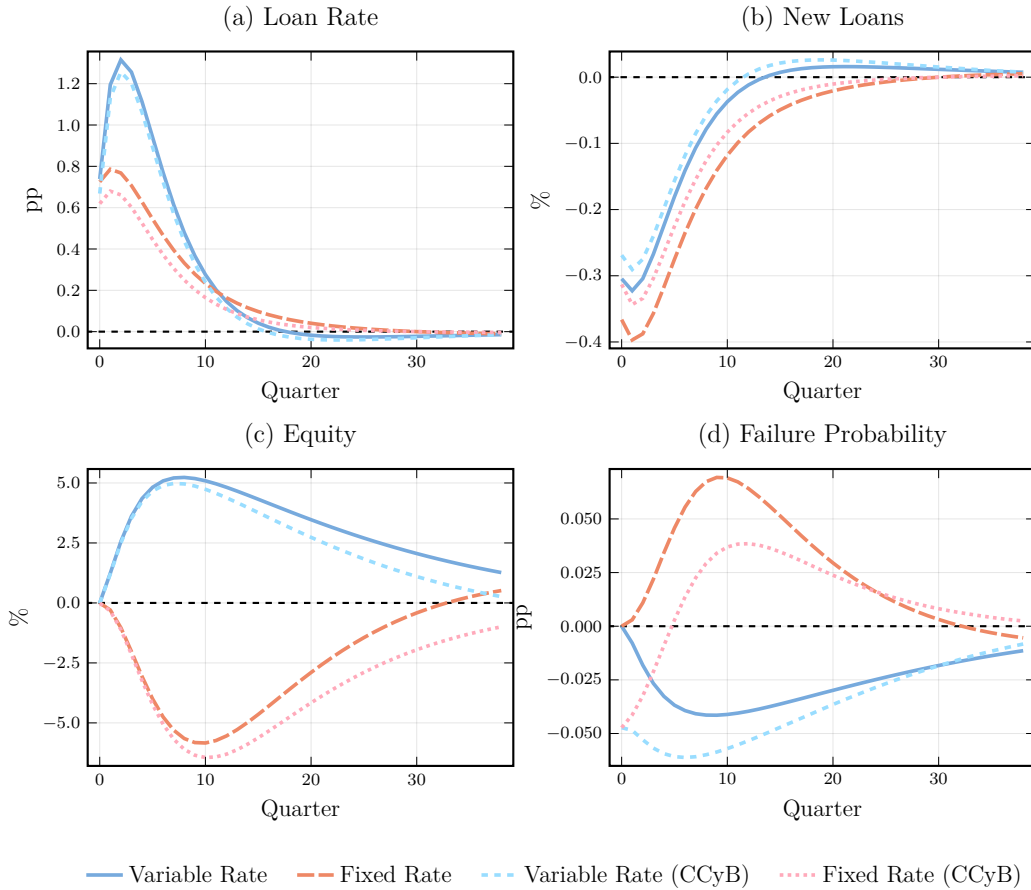 (a) Loan Rate
1.2
1.0
0.8
0.6
0.4
0.2
0.0
pp
0 10 20 30
Quarter
(b) New Loans
0.0
−0.1
−0.2
−0.3
−0.4
%
0 10 20 30
Quarter
(c) Equity
5.0
2.5
0.0
−2.5
−5.0
%
0 10 20 30
Quarter
(d) Failure Probability
0.050
0.025
0.000
−0.025
−0.050
pp
0 10 20 30
Quarter
Variable Rate Fixed Rate Variable Rate (CCyB) Fixed Rate (CCyB)